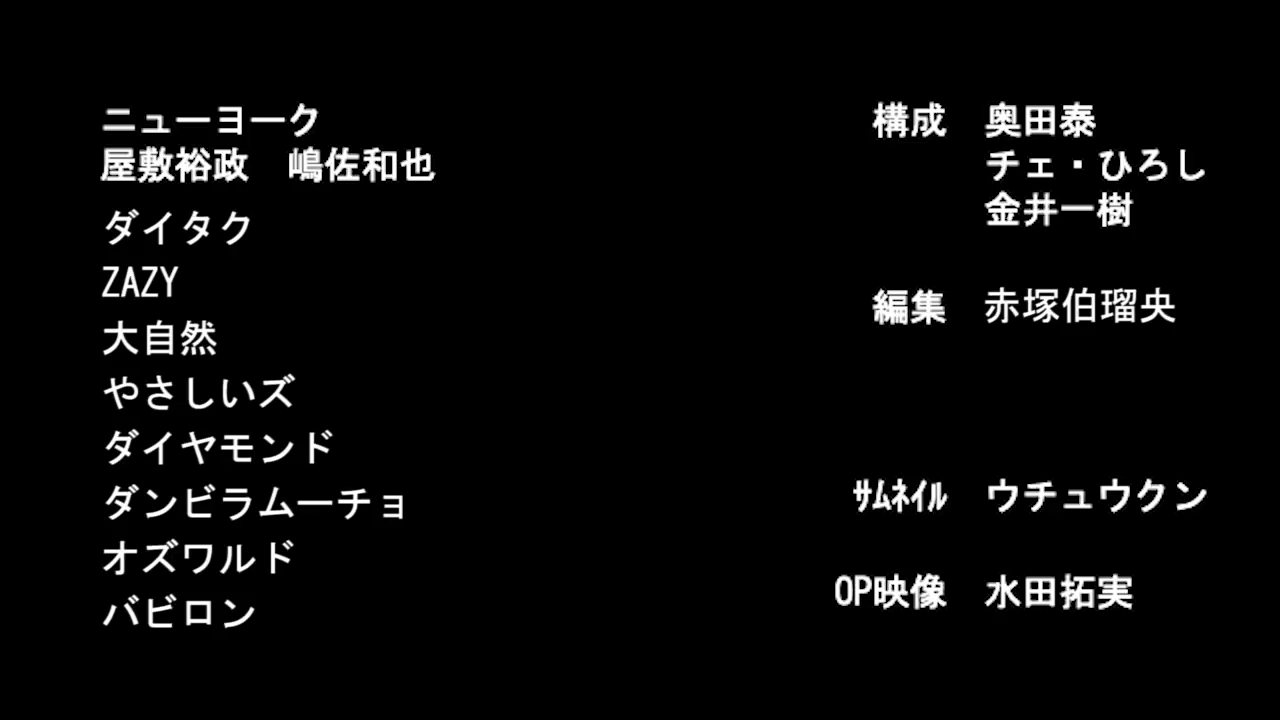 ニューヨーク
屋敷裕政　嶋佐和也
ダイタク
ZAZY
大自然
やさしいズ
ダイヤモンド
ダンビラムーチョ
オズワルド
バビロン
構成　奥田泰
チェ・ひろし
金井一樹
編集　赤塚伯瑠央
ｻﾑﾈｲﾙ　ウチュウクン
OP映像　水田拓実